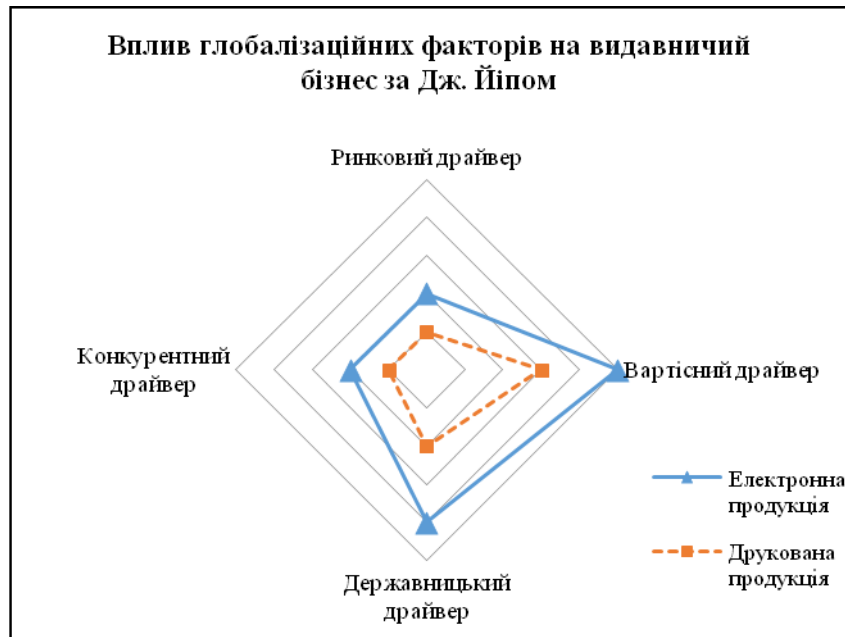 Вплив глобалізаційних факторів на видавничий
бізнес за Дж. Йіпом
Ринковий драйвер
Конкурентний
драйвер
Вартісний драйвер
Державницький
драйвер
Електронна
продукція
Друкована
продукція